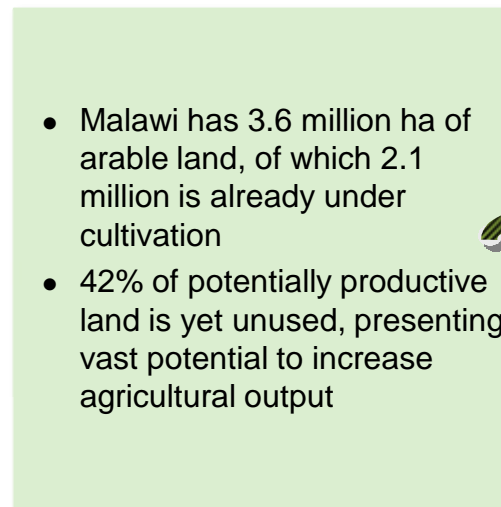 ● Malawi has 3.6 million ha of
arable land, of which 2.1
million is already under
cultivation
● 42% of potentially productive
land is yet unused, presenting
vast potential to increase
agricultural output